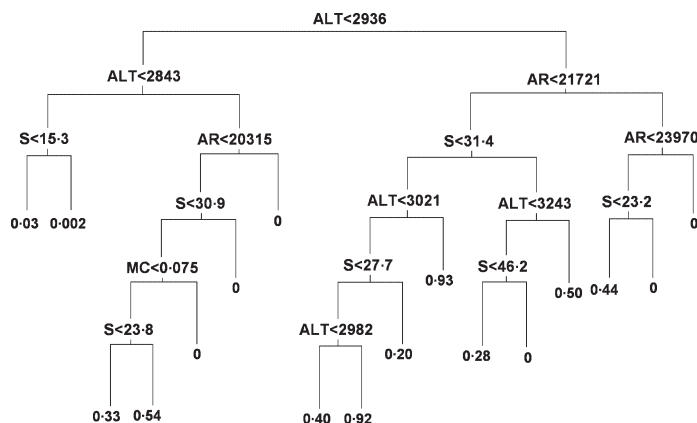 ALT<2936
ALT<2843
AR<21721
S<15·3
AR<20315
S<31·4
AR<23970
0·03 0·002
S<30·9
0
ALT<3021
ALT<3243
S<23·2
0
MC<0·075
0
S<27·7
0·93
S<46·2
0·50
0·44
0
S<23·8
0
ALT<2982
0·20
0·28
0
0·33 0·54
0·40 0·92